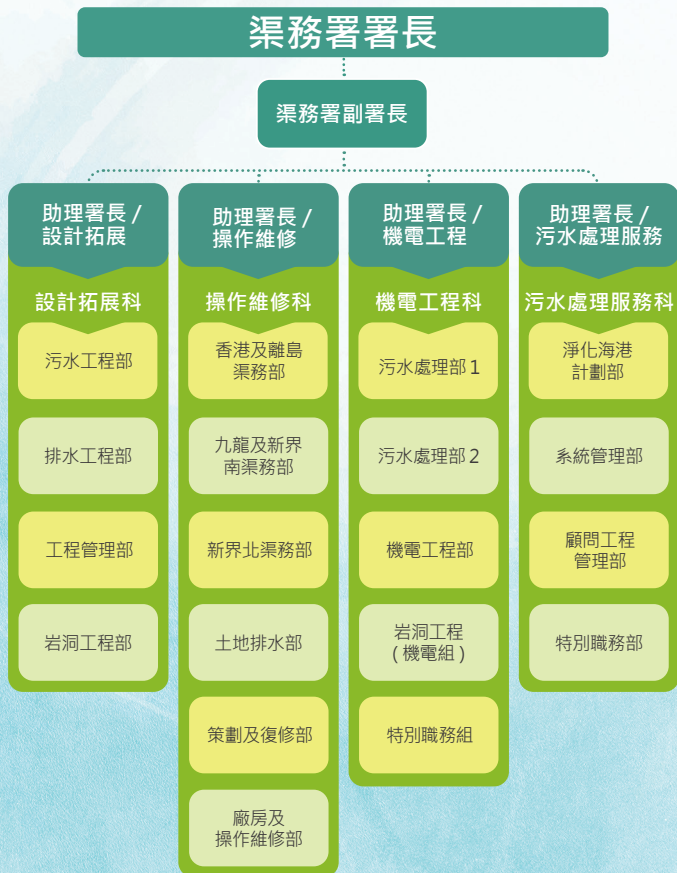 渠務署署長
渠務署副署長
助理署長 /
設計拓展
設計拓展科
污水工程部
排水工程部
工程管理部
岩洞工程部
助理署長 /
操作維修
操作維修科
香港及離島
渠務部
九龍及新界
南渠務部
新界北渠務部
土地排水部
策劃及復修部
廠房及
操作維修部
助理署長 /
機電工程
機電工程科
污水處理部 1
污水處理部 2
機電工程部
岩洞工程
( 機電組 )
特別職務組
助理署長 /
污水處理服務
污水處理服務科
淨化海港
計劃部
系統管理部
顧問工程
管理部
特別職務部